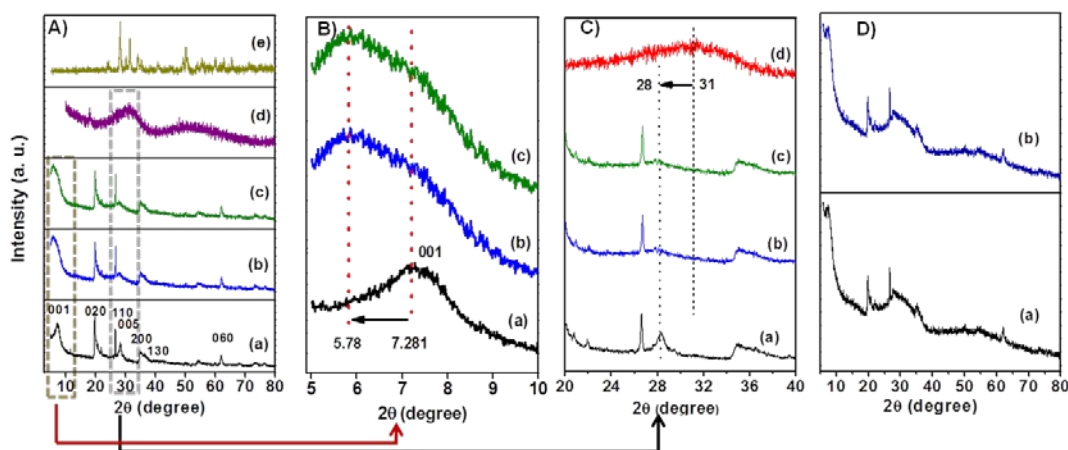 A)
(e)
(d)
(c)
(b)
001
020
110
005
200
130
060
(a)
10 20 30 40 50 60 70
2θ (degree)
Intensity (a. u.)
B)
(c)
(b)
001
(a)
5.78
7.281
5 6 7 8 9 10
2θ (degree)
C)
(d)
28
31
(c)
(b)
(a)
20 24 28 32 36 40
2θ (degree)
D)
(b)
(a)
10 20 30 40 50 60 70 80
2θ (degree)